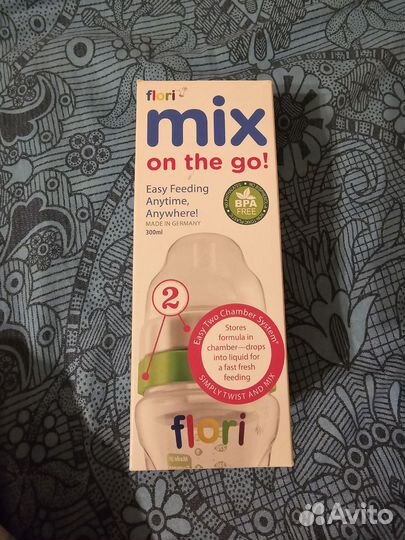 flori
mix
on the go!
Easy Feeding
Anytime,
Anywhere!
MADE IN GERMANY
300ml
BPA
FREE
2
Easy Two Chamber System*
Stores
formula in
chamber—drops
into liquid for
a fast fresh
feeding
SIMPLY TWIST AND MIX
flori
Avito